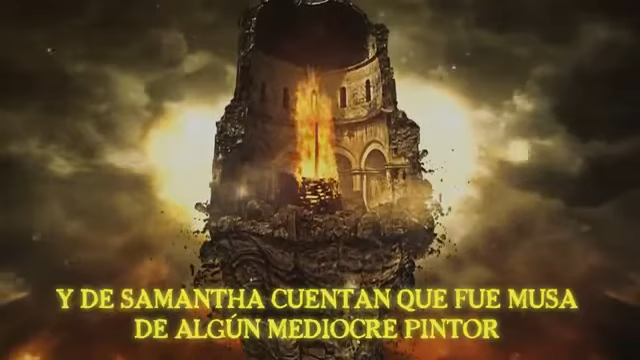 Y DE SAMANTHA CUENTAN QUE FUE MUSA
DE ALGÚN MEDIOCRE PINTOR